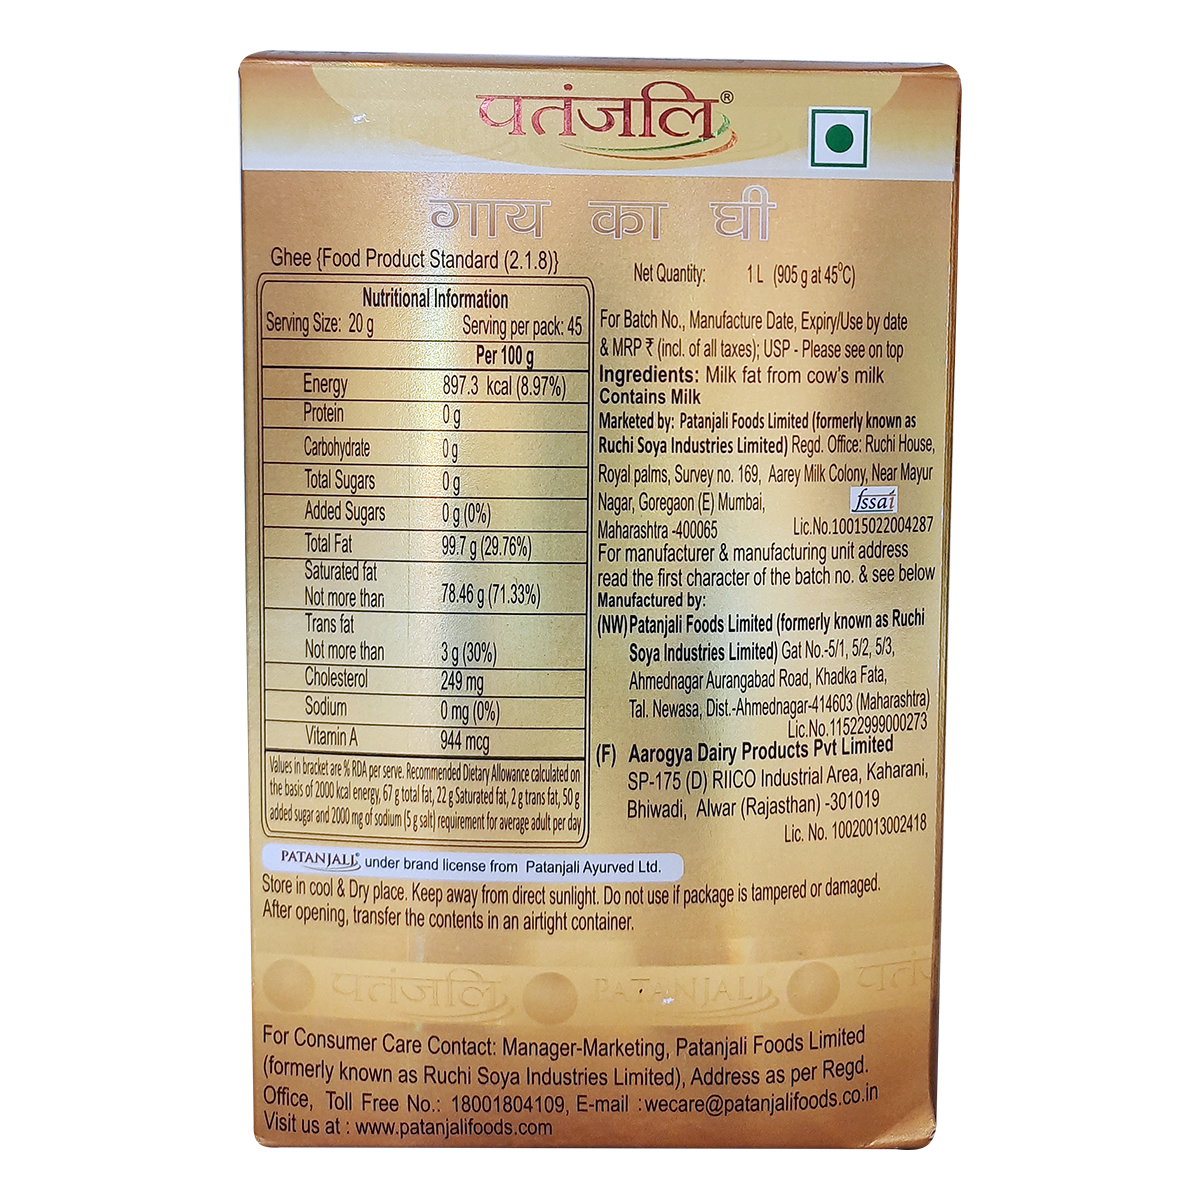 पतंजलि®
गाय का घी
Ghee {Food Product Standard (2.1.8)}
Nutritional Information
Serving Size: 20 g Serving per pack: 45
Per 100 g
Energy 897.3 kcal (8.97%)
Protein 0 g
Carbohydrate 0 g
Total Sugars 0 g
Added Sugars 0 g (0%)
Total Fat 99.7 g (29.76%)
Saturated fat
Not more than 78.46 g (71.33%)
Trans fat
Not more than 3 g (30%)
Cholesterol 249 mg
Sodium 0 mg (0%)
Vitamin A 944 mcg
Values in bracket are % RDA per serve. Recommended Dietary Allowance calculated on
the basis of 2000 kcal energy, 67 g total fat, 22 g Saturated fat, 2 g trans fat, 50 g
added sugar and 2000 mg of sodium (5 g salt) requirement for average adult per day
Net Quantity: 1 L (905 g at 45⁰C)
For Batch No., Manufacture Date, Expiry/Use by date
& MRP ₹ (incl. of all taxes); USP - Please see on top
Ingredients: Milk fat from cow's milk
Contains Milk
Marketed by: Patanjali Foods Limited (formerly known as
Ruchi Soya Industries Limited) Regd. Office: Ruchi House,
Royal palms, Survey no. 169, Aarey Milk Colony, Near Mayur
Nagar, Goregaon (E) Mumbai,
fssai
Maharashtra -400065 Lic.No.10015022004287
For manufacturer & manufacturing unit address
read the first character of the batch no. & see below
Manufactured by:
(NW) Patanjali Foods Limited (formerly known as Ruchi
Soya Industries Limited) Gat No.-5/1, 5/2, 5/3,
Ahmednagar Aurangabad Road, Khadka Fata,
Tal. Newasa, Dist.-Ahmednagar-414603 (Maharashtra)
Lic.No.11522999000273
(F) Aarogya Dairy Products Pvt Limited
SP-175 (D) RIICO Industrial Area, Kaharani,
Bhiwadi, Alwar (Rajasthan) -301019
Lic. No. 10020013002418
PATANJALI® under brand license from Patanjali Ayurved Ltd.
Store in cool & Dry place. Keep away from direct sunlight. Do not use if package is tampered or damaged.
After opening, transfer the contents in an airtight container.
पतंजलि PATANJALI पतंज
For Consumer Care Contact: Manager-Marketing, Patanjali Foods Limited
(formerly known as Ruchi Soya Industries Limited), Address as per Regd.
Office, Toll Free No.: 18001804109, E-mail :wecare@patanjalifoods.co.in
Visit us at : www.patanjalifoods.com